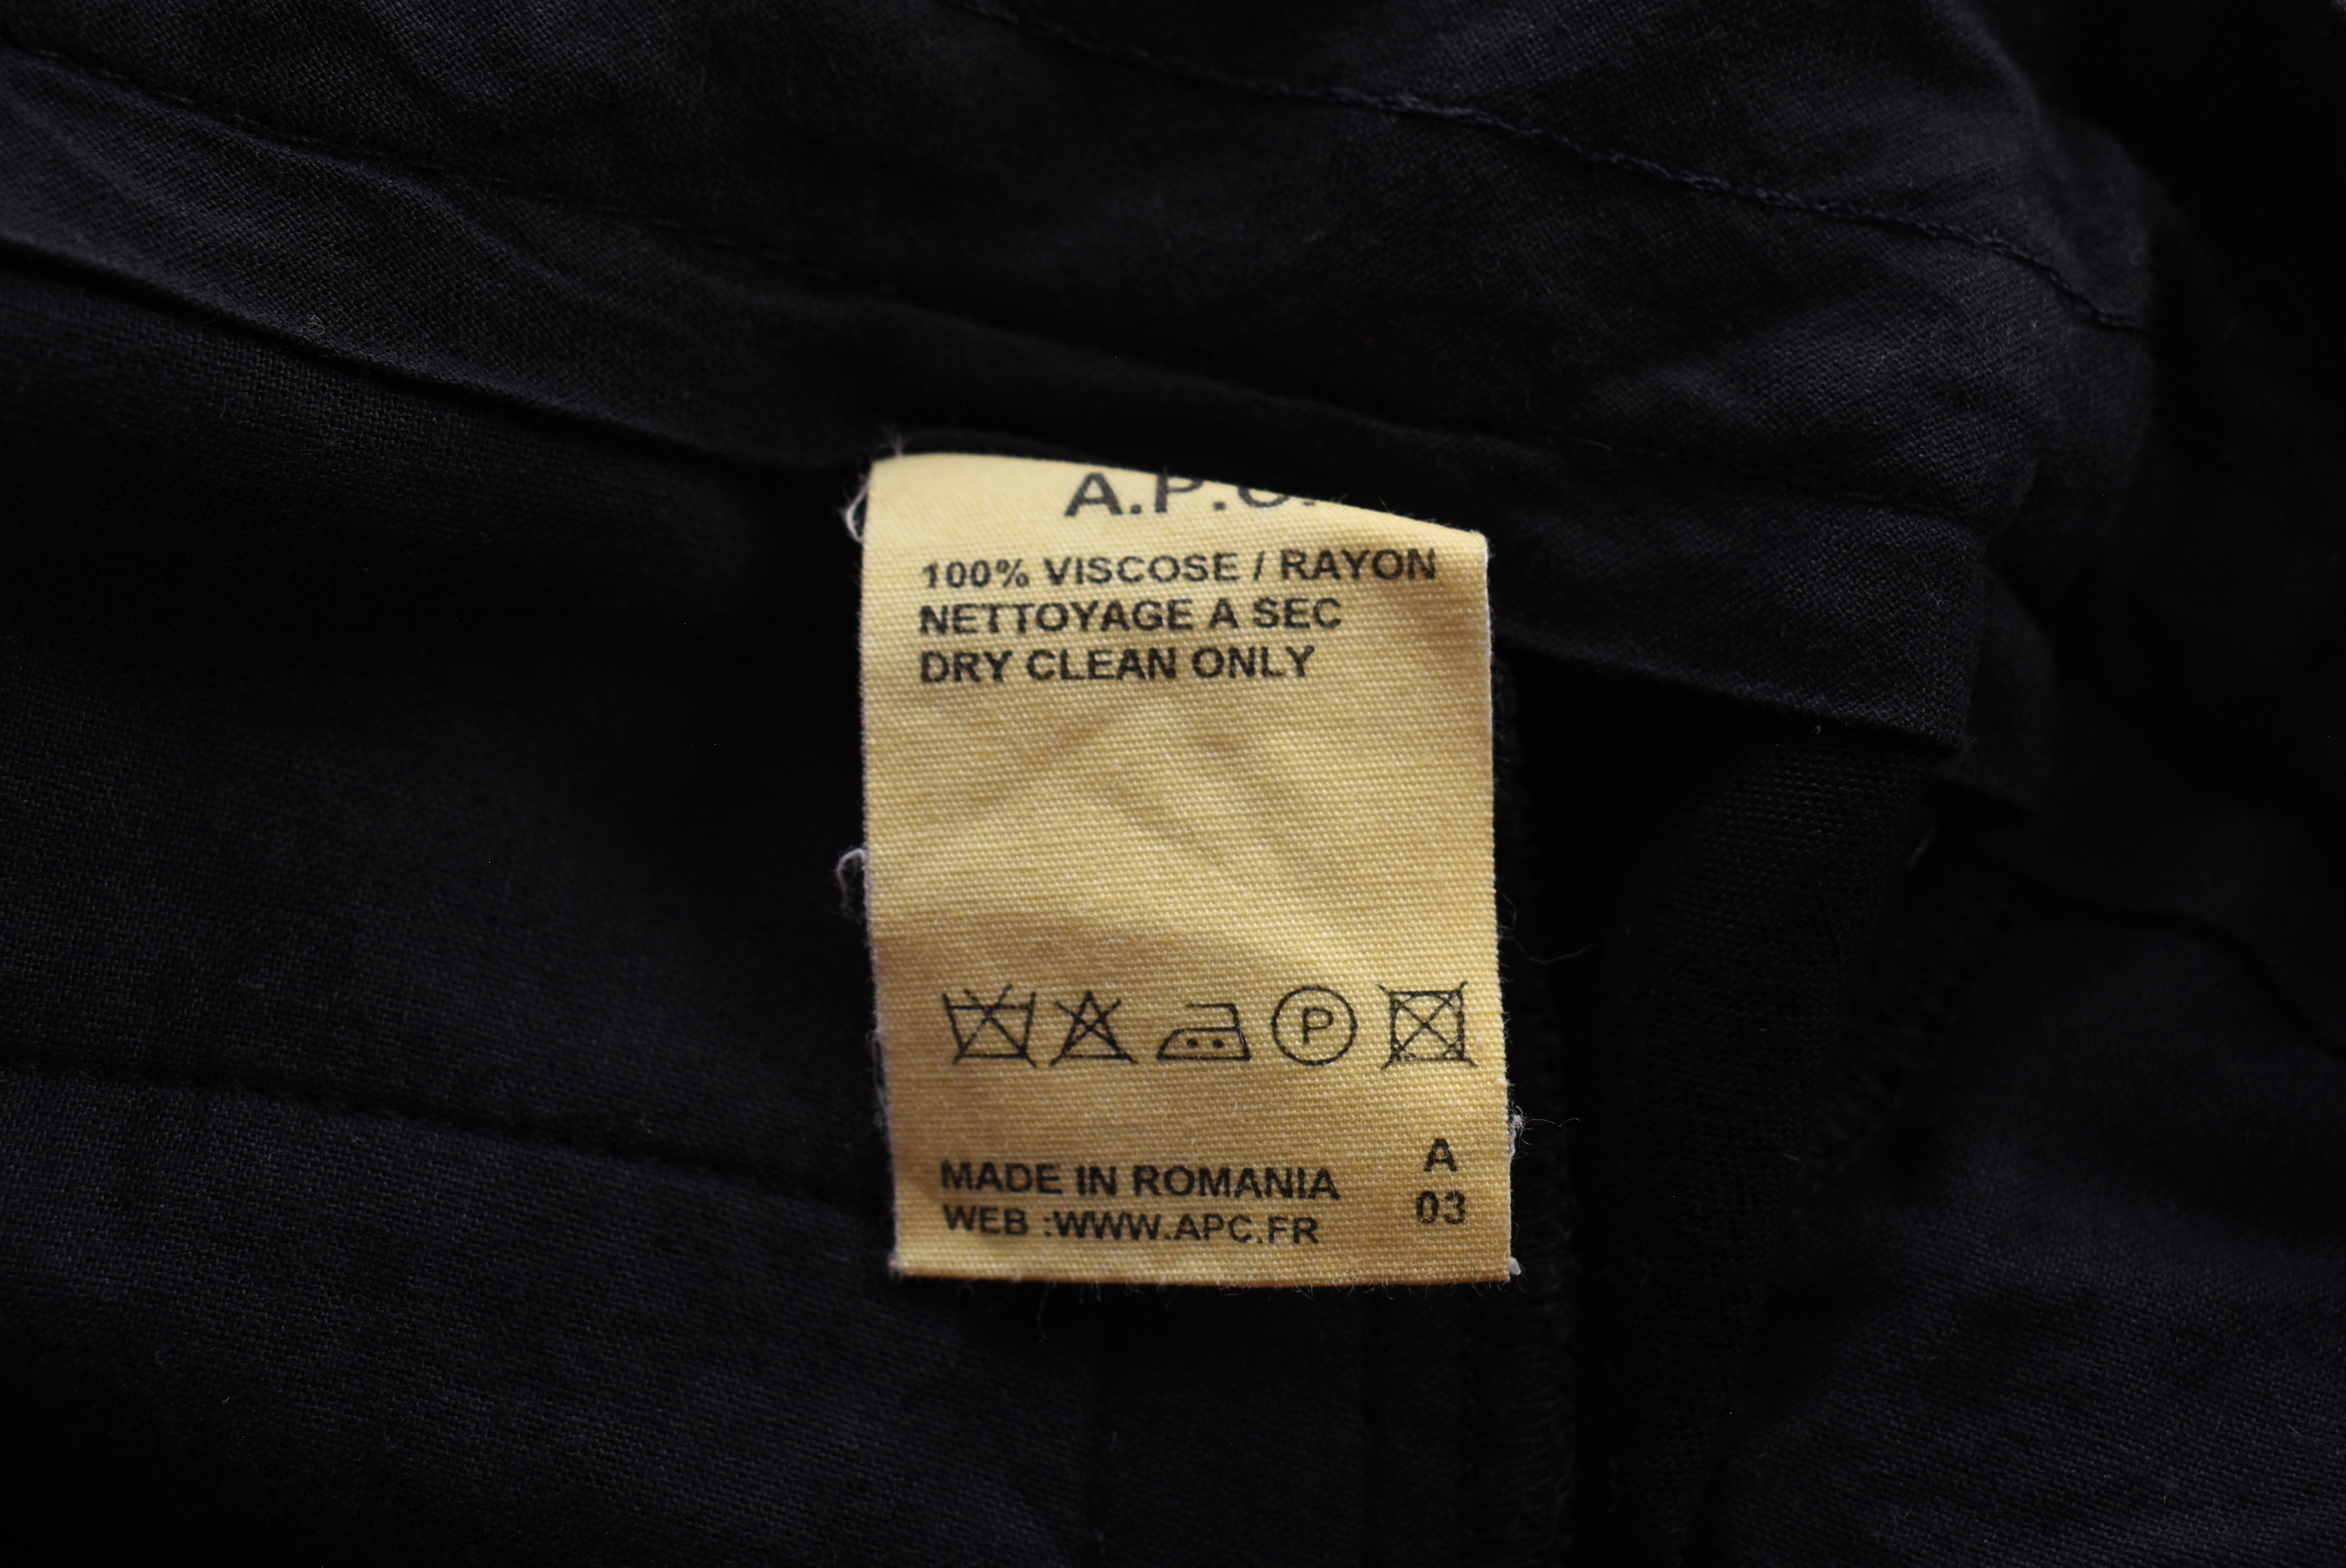 A.P.C.
100% VISCOSE / RAYON
NETTOYAGE A SEC
DRY CLEAN ONLY
P
MADE IN ROMANIA
WEB :WWW.APC.FR
A
03